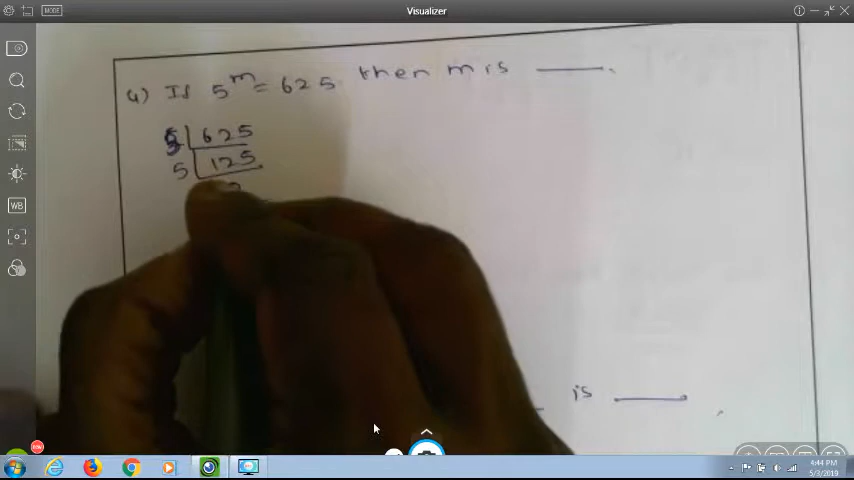 Visualizer
MODE
4) If 5^m = 625 then m is ____.
5 | 625
5 | 125
WB
is ____
4:44 PM
5/3/2019